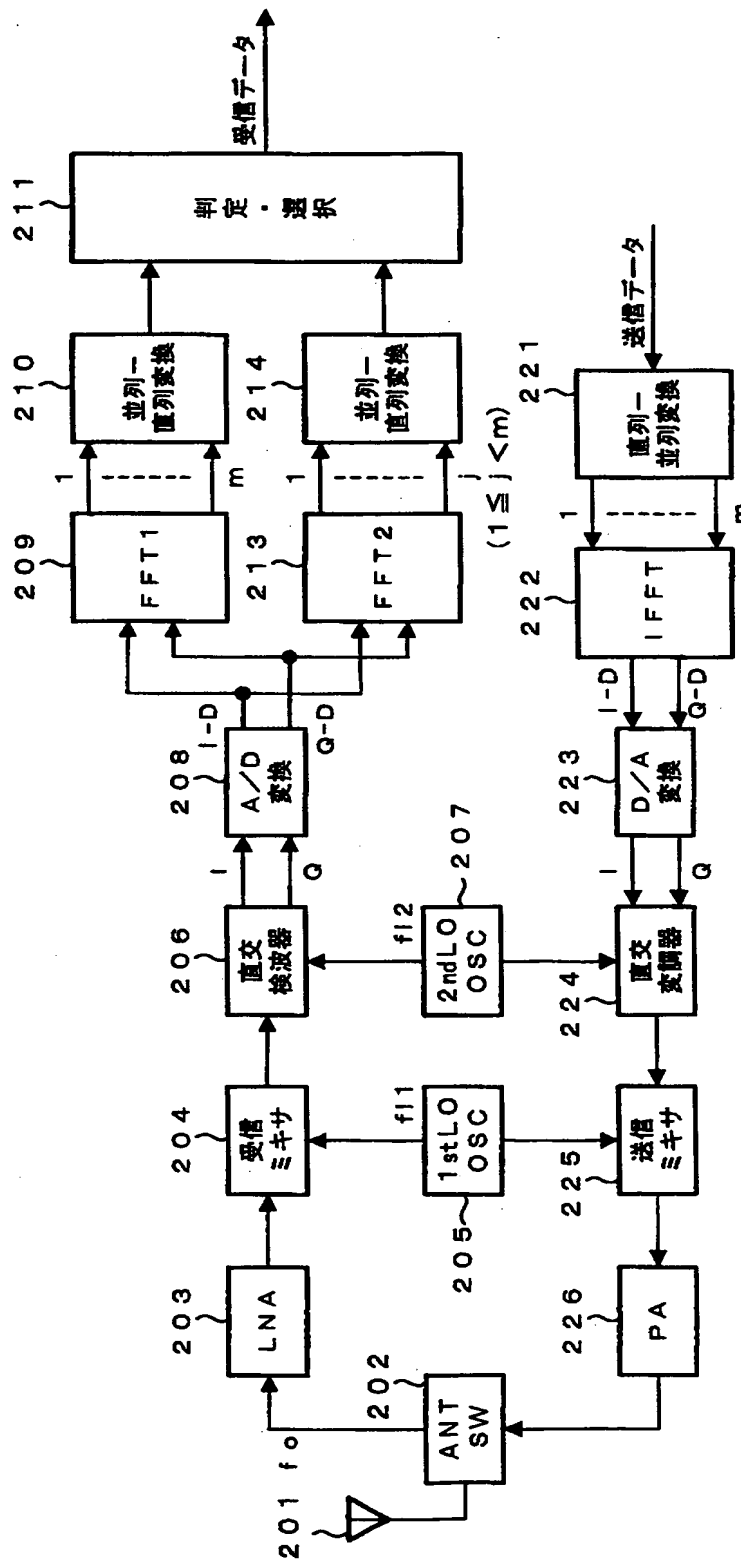 201
fo
202
ANT
SW
203
LNA
204
受信
ミキサ
205
1stLO
OSC
fl1
206
直交
検波器
207
2ndLO
OSC
fl2
I
Q
208
A/D
変換
I-D
Q-D
209
FFT1
1
m
210
並列ー
直列変換
211
判定・選択
受信データ
213
FFT2
1
j
(1≦j<m)
214
並列ー
直列変換
送信データ
221
直列ー
並列変換
1
m
222
IFFT
I-D
Q-D
223
D/A
変換
I
Q
224
直交
変調器
225
送信
ミキサ
226
PA